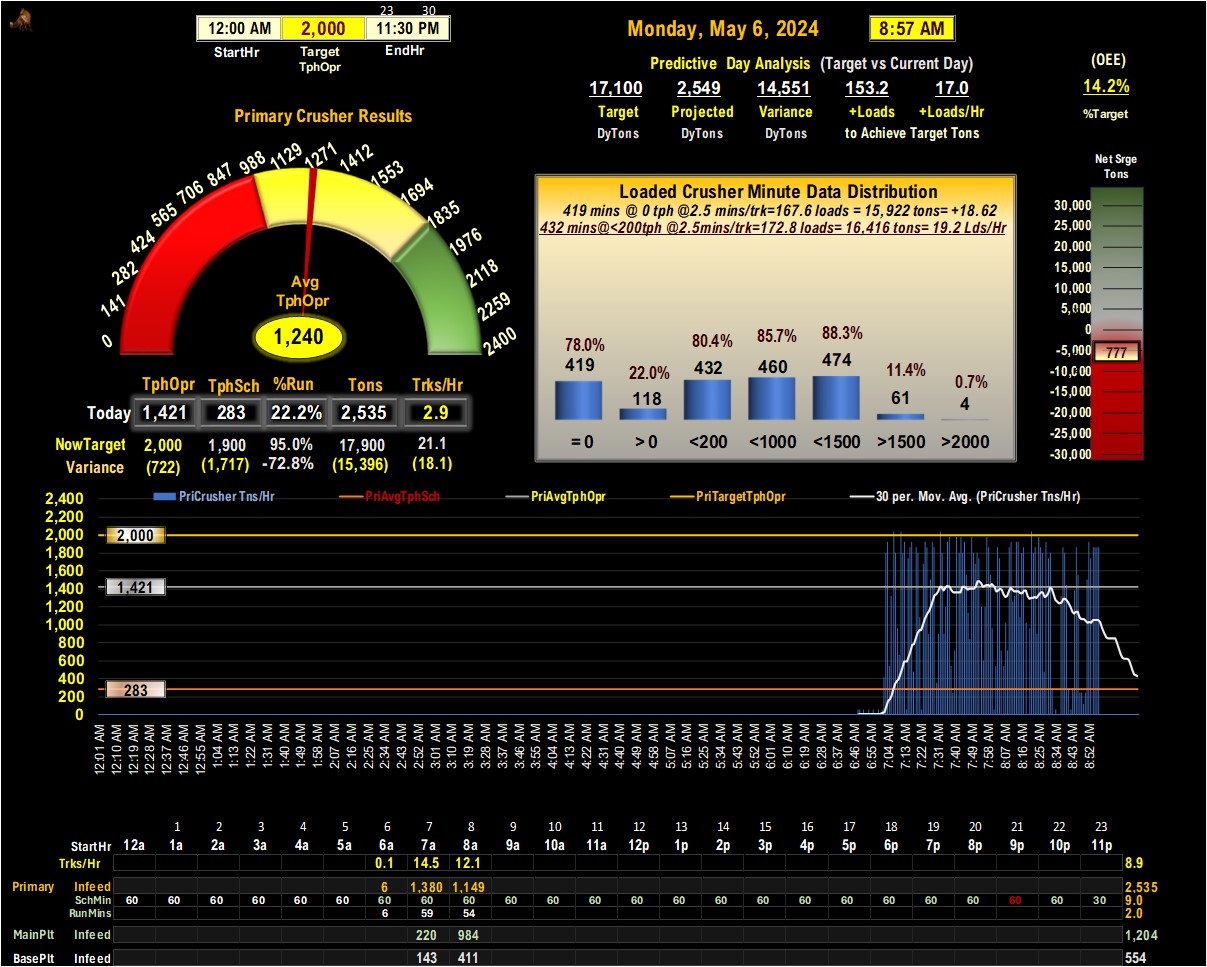 23 30
12:00 AM 2,000 11:30 PM
StartHr Target TphOpr EndHr
Monday, May 6, 2024 8:57 AM
Predictive Day Analysis (Target vs Current Day)
17,100 2,549 14,551 153.2 17.0
Target Projected Variance +Loads +Loads/Hr
DyTons DyTons DyTons to Achieve Target Tons
(OEE)
14.2%
%Target
Primary Crusher Results
0 141 282 424 565 706 847 988 1129 1271 1412 1553 1694 1835 1976 2118 2259 2400
Avg
TphOpr
1,240
TphOpr TphSch %Run Tons Trks/Hr
Today 1,421 283 22.2% 2,535 2.9
NowTarget 2,000 1,900 95.0% 17,900 21.1
Variance (722) (1,717) -72.8% (15,396) (18.1)
Loaded Crusher Minute Data Distribution
419 mins @ 0 tph @2.5 mins/trk=167.6 loads = 15,922 tons= +18.62
432 mins@<200tph @2.5mins/trk=172.8 loads= 16,416 tons= 19.2 Lds/Hr
78.0% 22.0% 80.4% 85.7% 88.3% 11.4% 0.7%
419 118 432 460 474 61 4
= 0 > 0 <200 <1000 <1500 >1500 >2000
Net Srge
Tons
30,000
25,000
20,000
15,000
10,000
5,000
0
-5,000
777
-10,000
-15,000
-20,000
-25,000
-30,000
PriCrusher Tns/Hr PriAvgTphSch PriAvgTphOpr PriTargetTphOpr 30 per. Mov. Avg. (PriCrusher Tns/Hr)
2,400
2,200
2,000 2,000
1,800
1,600
1,400 1,421
1,200
1,000
800
600
400 283
200
0
12:01 AM 12:10 AM 12:19 AM 12:28 AM 12:37 AM 12:46 AM 12:55 AM 1:04 AM 1:13 AM 1:22 AM 1:31 AM 1:40 AM 1:49 AM 1:58 AM 2:07 AM 2:16 AM 2:25 AM 2:34 AM 2:43 AM 2:52 AM 3:01 AM 3:10 AM 3:19 AM 3:28 AM 3:37 AM 3:46 AM 3:55 AM 4:04 AM 4:13 AM 4:22 AM 4:31 AM 4:40 AM 4:49 AM 4:58 AM 5:07 AM 5:16 AM 5:25 AM 5:34 AM 5:43 AM 5:52 AM 6:01 AM 6:10 AM 6:19 AM 6:28 AM 6:37 AM 6:46 AM 6:55 AM 7:04 AM 7:13 AM 7:22 AM 7:31 AM 7:40 AM 7:49 AM 7:58 AM 8:07 AM 8:16 AM 8:25 AM 8:34 AM 8:43 AM 8:52 AM
1 2 3 4 5 6 7 8 9 10 11 12 13 14 15 16 17 18 19 20 21 22 23
StartHr 12a 1a 2a 3a 4a 5a 6a 7a 8a 9a 10a 11a 12p 1p 2p 3p 4p 5p 6p 7p 8p 9p 10p 11p
Trks/Hr 0.1 14.5 12.1 8.9
Primary Infeed 6 1,380 1,149 2,535
SchMin 60 60 60 60 60 60 60 60 60 60 60 60 60 60 60 60 60 60 60 60 60 60 60 30 9.0
RunMins 6 59 54 2.0
MainPlt Infeed 220 984 1,204
BasePlt Infeed 143 411 554